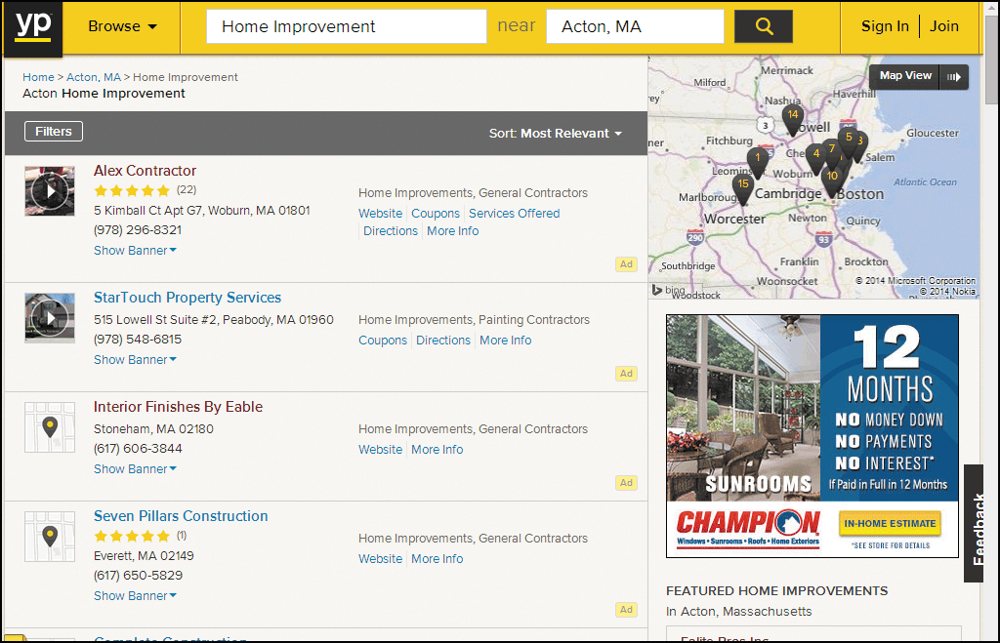 yp
Browse
Home Improvement
near
Acton, MA
Sign In
Join
Home > Acton, MA > Home Improvement
Acton Home Improvement
Filters
Sort: Most Relevant
Alex Contractor
(22)
5 Kimball Ct Apt G7, Woburn, MA 01801
(978) 296-8321
Show Banner
Home Improvements, General Contractors
Website Coupons Services Offered
Directions More Info
Ad
StarTouch Property Services
515 Lowell St Suite #2, Peabody, MA 01960
(978) 548-6815
Show Banner
Home Improvements, Painting Contractors
Coupons Directions More Info
Ad
Interior Finishes By Eable
Stoneham, MA 02180
(617) 606-3844
Show Banner
Home Improvements, General Contractors
Website More Info
Ad
Seven Pillars Construction
(1)
Everett, MA 02149
(617) 650-5829
Show Banner
Home Improvements, General Contractors
Website More Info
Ad
Complete Construction
Map View
Merrimack
Milford
Nashua
Haverhill
14
3
Lowell
Gloucester
Fitchburg
5
7
4
1
Salem
Leomins
Woburn
10
15
Atlantic Ocean
Marlboroug
Cambridge
Boston
Worcester
Newton
Quincy
290
93
Franklin
Brockton
Southbridge
Woonsocket
© 2014 Microsoft Corporation
bing
Woodstock
© 2014 Nokia
12
MONTHS
NO MONEY DOWN
NO PAYMENTS
NO INTEREST*
If Paid in Full in 12 Months
SUNROOMS
CHAMPION
Windows • Sunrooms • Roofs • Home Exteriors
IN-HOME ESTIMATE
*SEE STORE FOR DETAILS
Feedback
FEATURED HOME IMPROVEMENTS
In Acton, Massachusetts